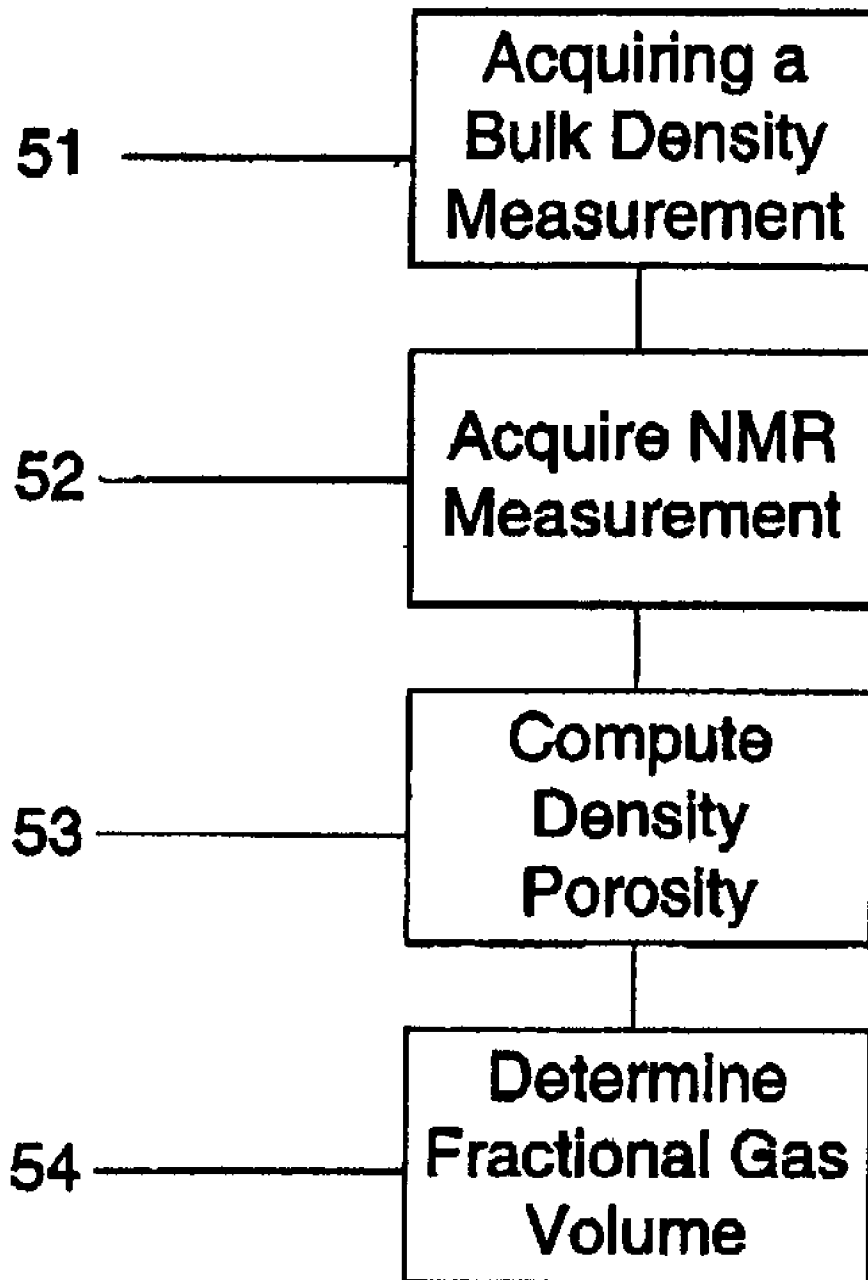 51
Acquiring a
Bulk Density
Measurement
52
Acquire NMR
Measurement
53
Compute
Density
Porosity
54
Determine
Fractional Gas
Volume